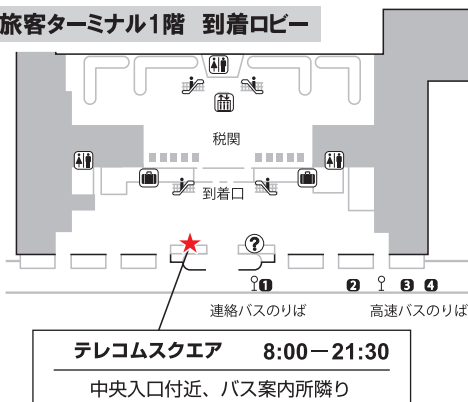 旅客ターミナル1階 到着ロビー
税関
到着口
?
1
2
3
4
連絡バスのりば
高速バスのりば
テレコムスクエア 8:00－21:30
中央入口付近、バス案内所隣り